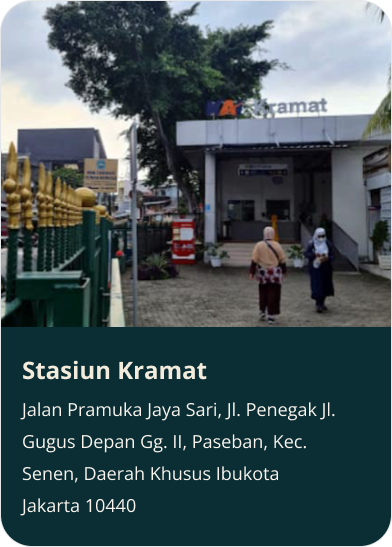 KAI Kramat
Stasiun Kramat
Jalan Pramuka Jaya Sari, Jl. Penegak Jl.
Gugus Depan Gg. II, Paseban, Kec.
Senen, Daerah Khusus Ibukota
Jakarta 10440